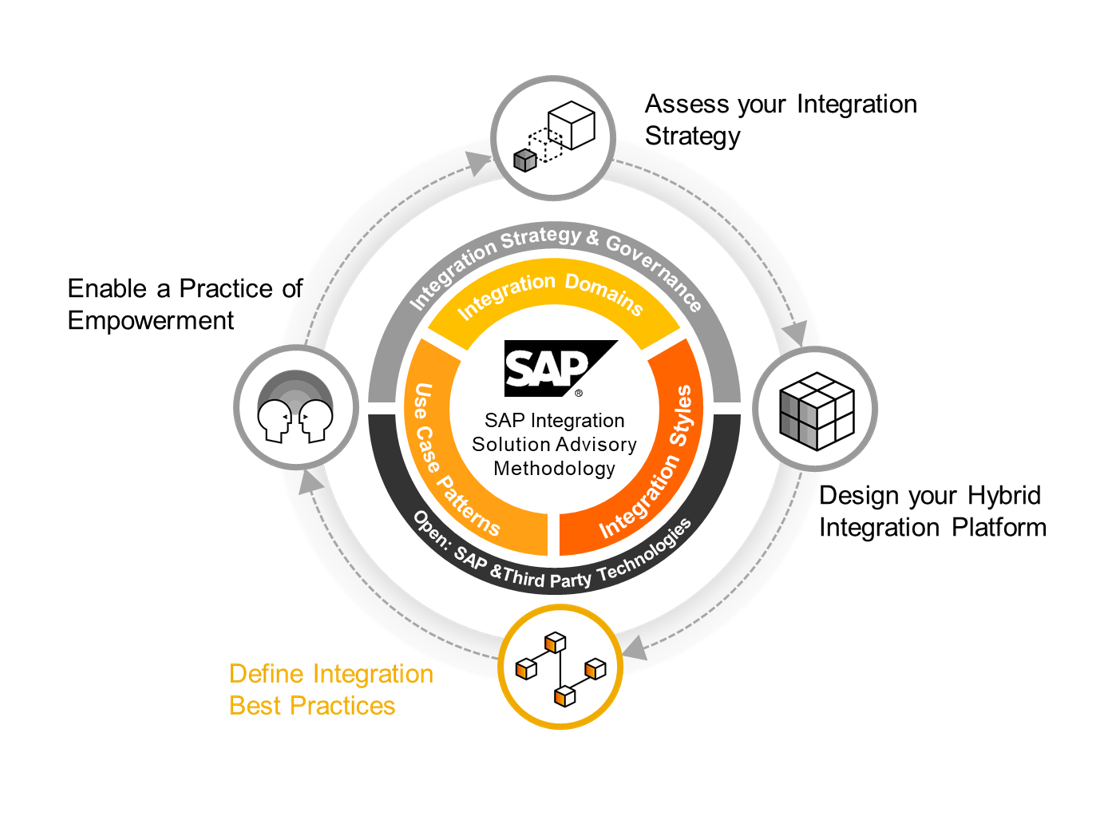 Assess your Integration
Strategy
Integration Strategy & Governance
Integration Domains
Enable a Practice of
Empowerment
SAP
®
SAP Integration
Solution Advisory
Methodology
Use Case Patterns
Integration Styles
Open: SAP &Third Party Technologies
Design your Hybrid
Integration Platform
Define Integration
Best Practices